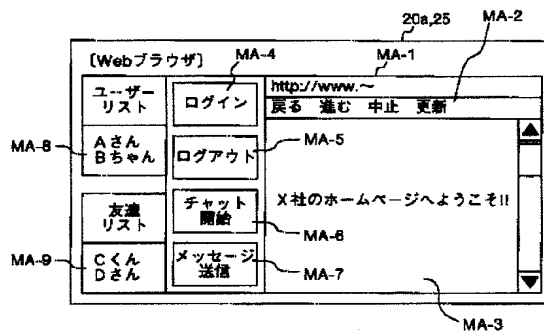 20a,25
MA-2
[Webブラウザ]
MA-4
MA-1
http://www.~
戻る 進む 中止 更新
ユーザー
リスト
ログイン
MA-5
MA-8
Aさん
Bちゃん
ログアウト
X社のホームページへようこそ!!
友達
リスト
チャット
開始
MA-6
MA-9
Cくん
Dさん
メッセージ
送信
MA-7
MA-3